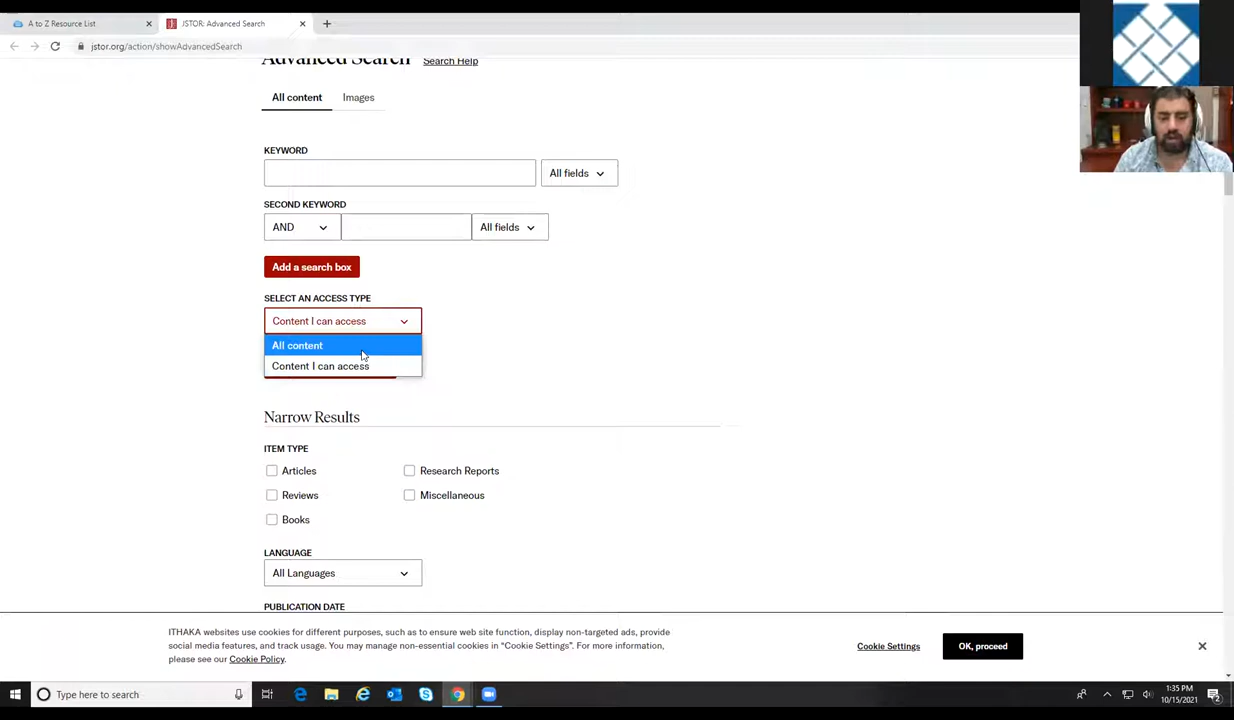 A to Z Resource List
JSTOR: Advanced Search
jstor.org/action/showAdvancedSearch
Advanced Search Search Help
All content Images
KEYWORD
All fields
SECOND KEYWORD
AND All fields
Add a search box
SELECT AN ACCESS TYPE
Content I can access
All content
Content I can access
Narrow Results
ITEM TYPE
Articles Research Reports
Reviews Miscellaneous
Books
LANGUAGE
All Languages
PUBLICATION DATE
ITHAKA websites use cookies for different purposes, such as to ensure web site function, display non-targeted ads, provide
social media features, and track usage. You may manage non-essential cookies in "Cookie Settings". For more information,
please see our Cookie Policy.
Cookie Settings OK, proceed
Type here to search
1:35 PM
10/15/2021
2